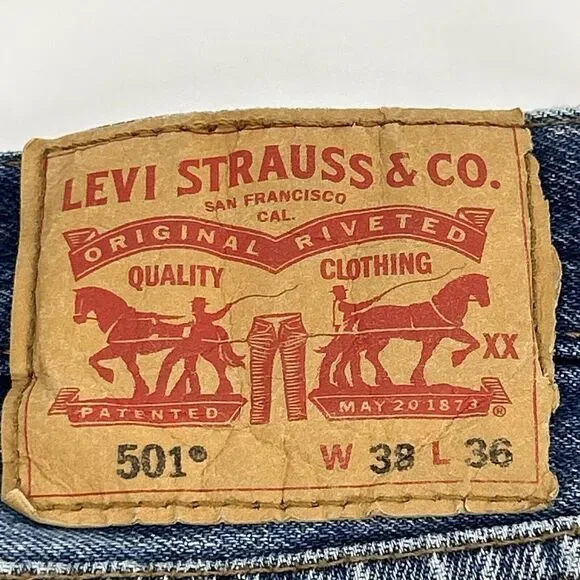 LEVI STRAUSS & CO.
SAN FRANCISCO
CAL.
ORIGINAL RIVETED
QUALITY CLOTHING
XX
PATENTED MAY 20 1873 ®
501® W 38 L 36